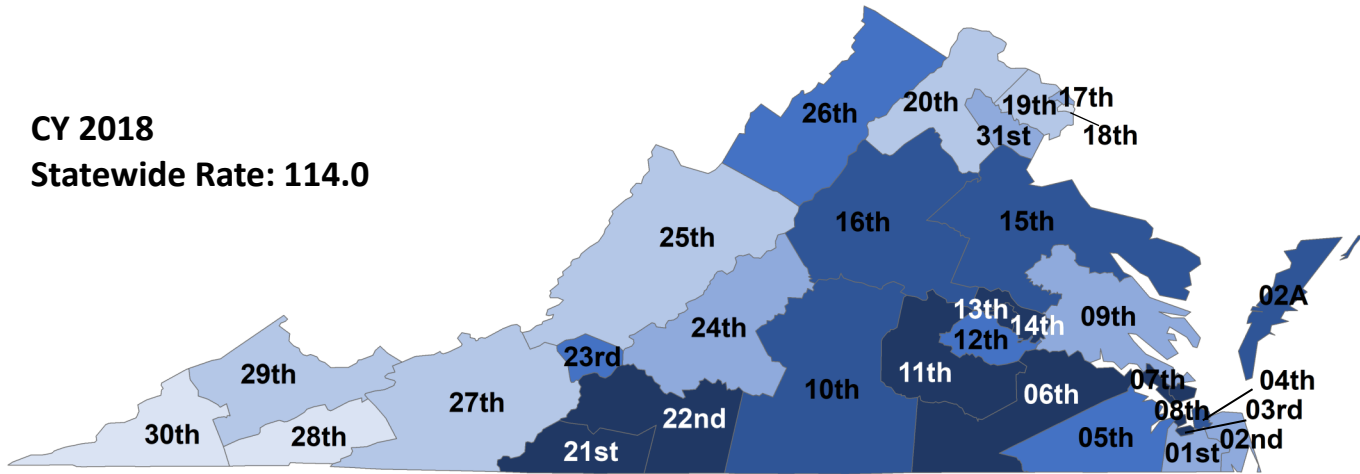 CY 2018
Statewide Rate: 114.0
26th
20th
19th
17th
18th
31st
25th
16th
15th
24th
13th
14th
09th
02A
12th
23rd
29th
27th
11th
10th
06th
07th
04th
08th
03rd
30th
28th
22nd
21st
05th
01st
02nd